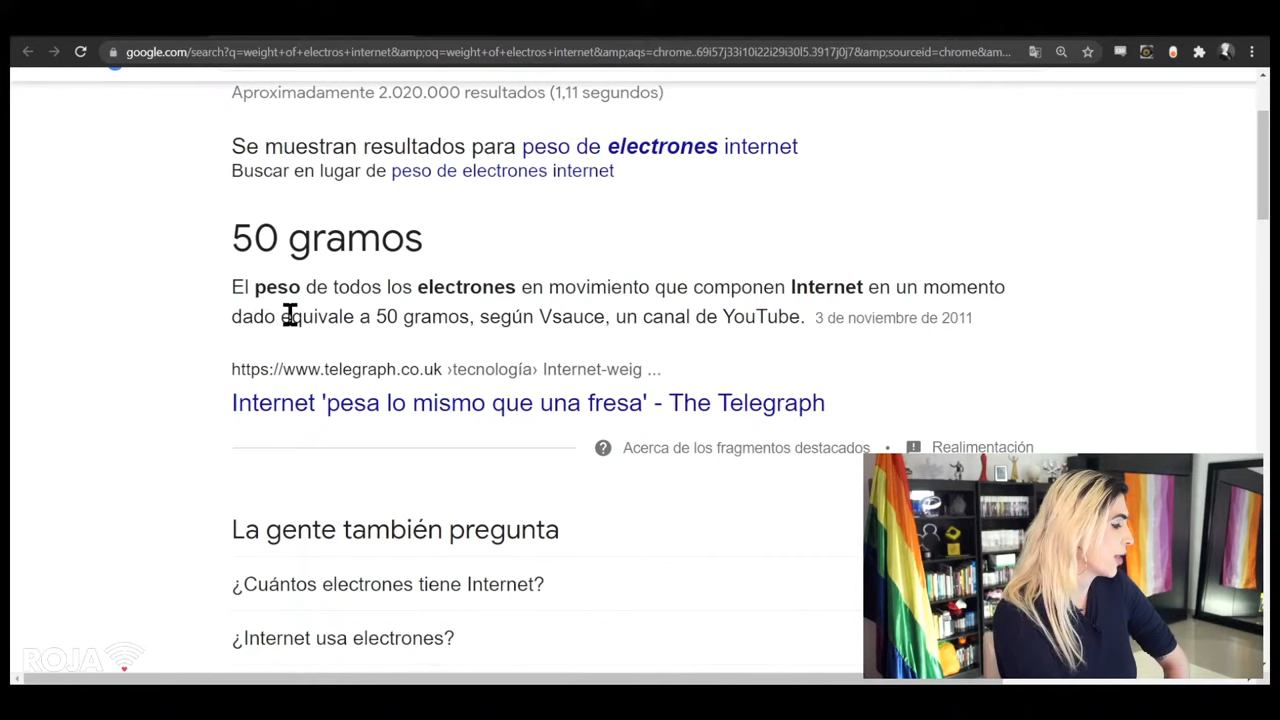 google.com/search?q=weight+of+electros+internet&amp;oq=weight+of+electros+internet&amp;aqs=chrome..69i57j33i10i22i29i30l5.3917j0j7&amp;sourceid=chrome&am...
Aproximadamente 2.020.000 resultados (1,11 segundos)
Se muestran resultados para peso de electrones internet
Buscar en lugar de peso de electrones internet
50 gramos
El peso de todos los electrones en movimiento que componen Internet en un momento
dado equivale a 50 gramos, según Vsauce, un canal de YouTube. 3 de noviembre de 2011
https://www.telegraph.co.uk ›tecnología› Internet-weig ...
Internet 'pesa lo mismo que una fresa' - The Telegraph
Acerca de los fragmentos destacados • Realimentación
La gente también pregunta
¿Cuántos electrones tiene Internet?
¿Internet usa electrones?
ROJA